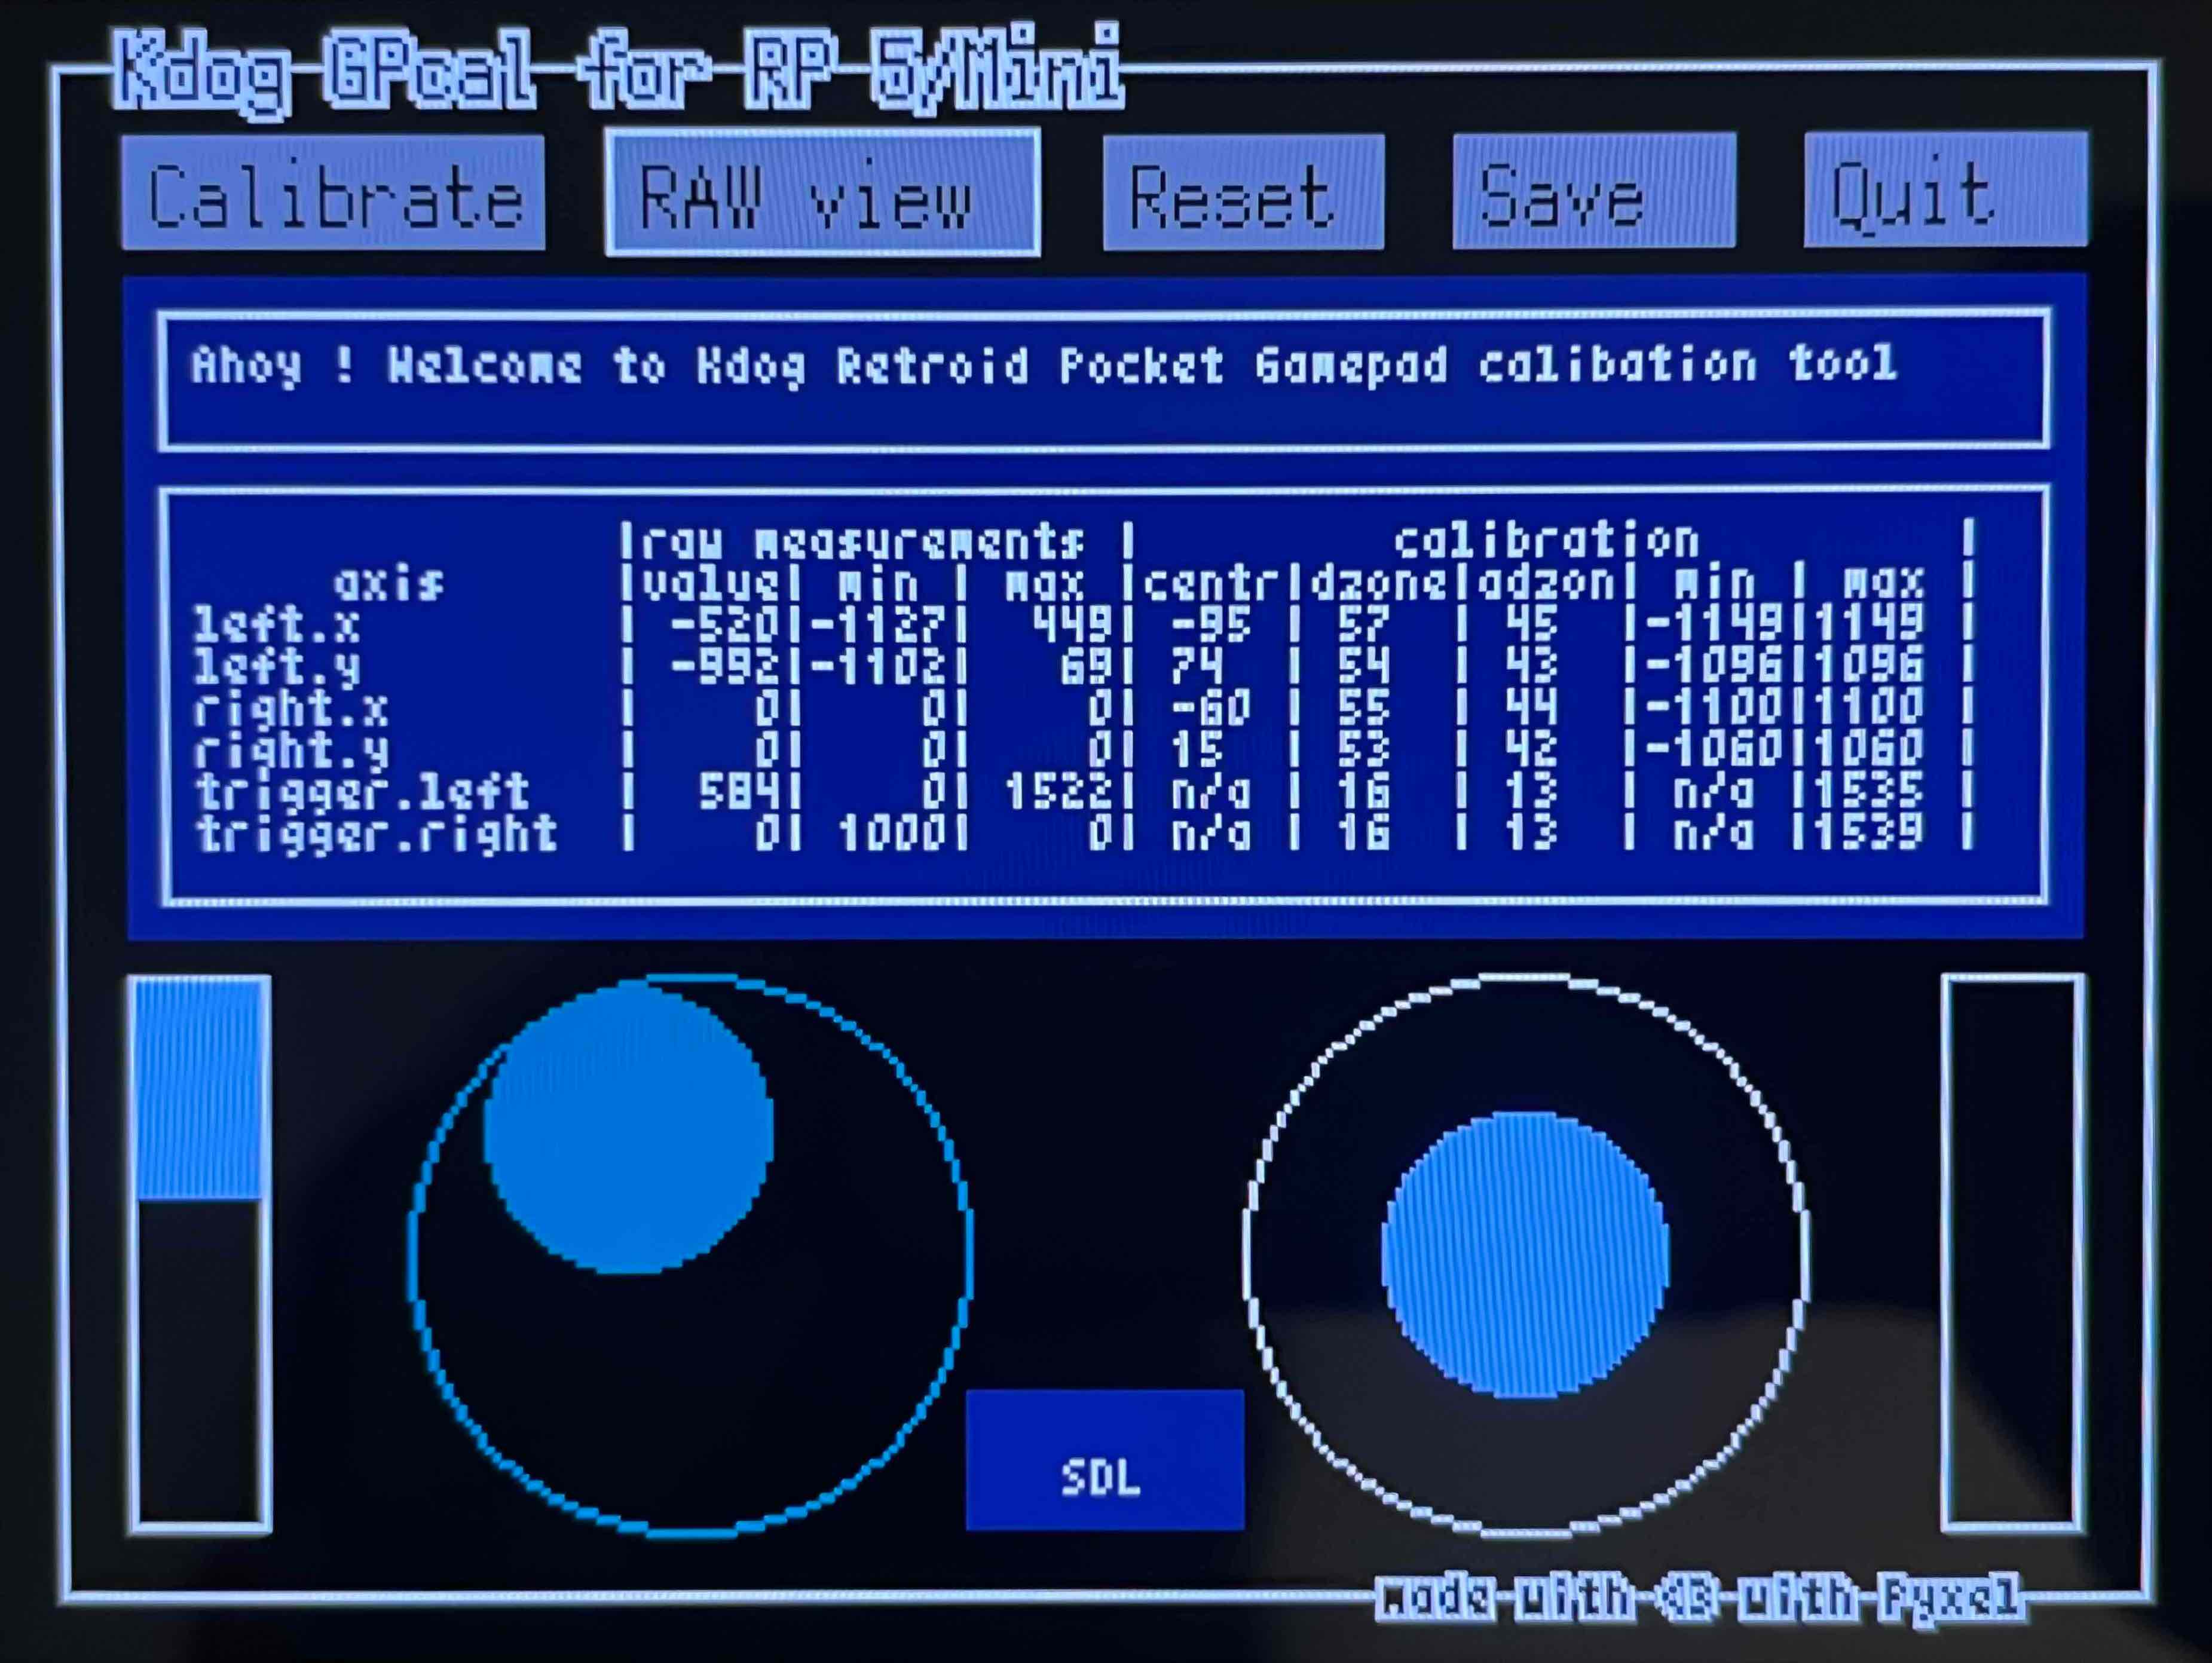 Kdog GPcal for RP 5/Mini
Calibrate RAW view Reset Save Quit
Ahoy ! Welcome to Kdog Retroid Pocket Gamepad calibation tool
|raw measurements | calibration |
axis |value| min | max |centr|dzone|adzon| min | max |
left.x | -520|-1127| 449| -95 | 57 | 45 |-1149|1149 |
left.y | -992|-1102| 69| 74 | 54 | 43 |-1096|1096 |
right.x | 0| 0| 0| -60 | 55 | 44 |-1100|1100 |
right.y | 0| 0| 0| 15 | 53 | 42 |-1060|1060 |
trigger.left | 584| 0| 1522| n/a | 16 | 13 | n/a |1535 |
trigger.right | 0| 1000| 0| n/a | 16 | 13 | n/a |1539 |
SDL
made with <3 with Pyxel